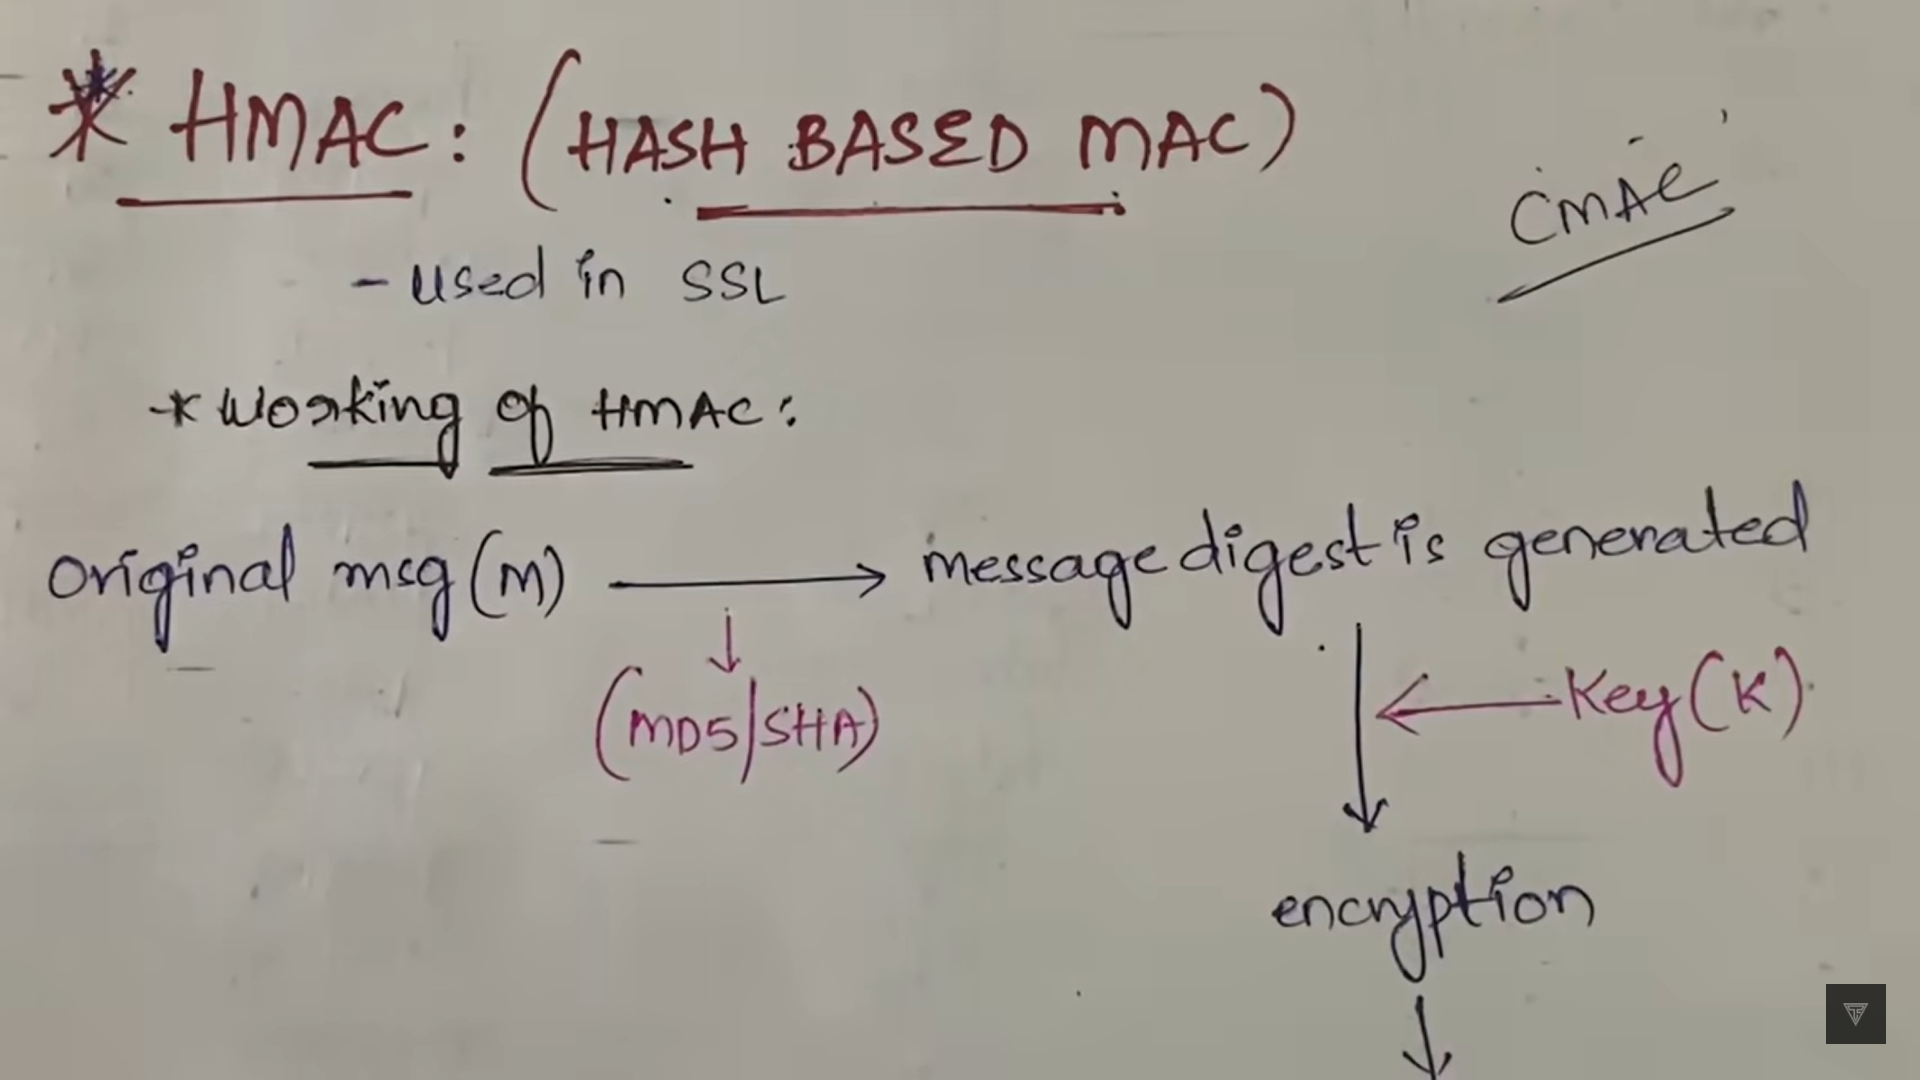 * HMAC: (HASH BASED MAC)
CMAC
- used in SSL
* Working of HMAC:
Original msg (M) → message digest is generated
↓ ← Key (K)
(MD5/SHA)
encryption